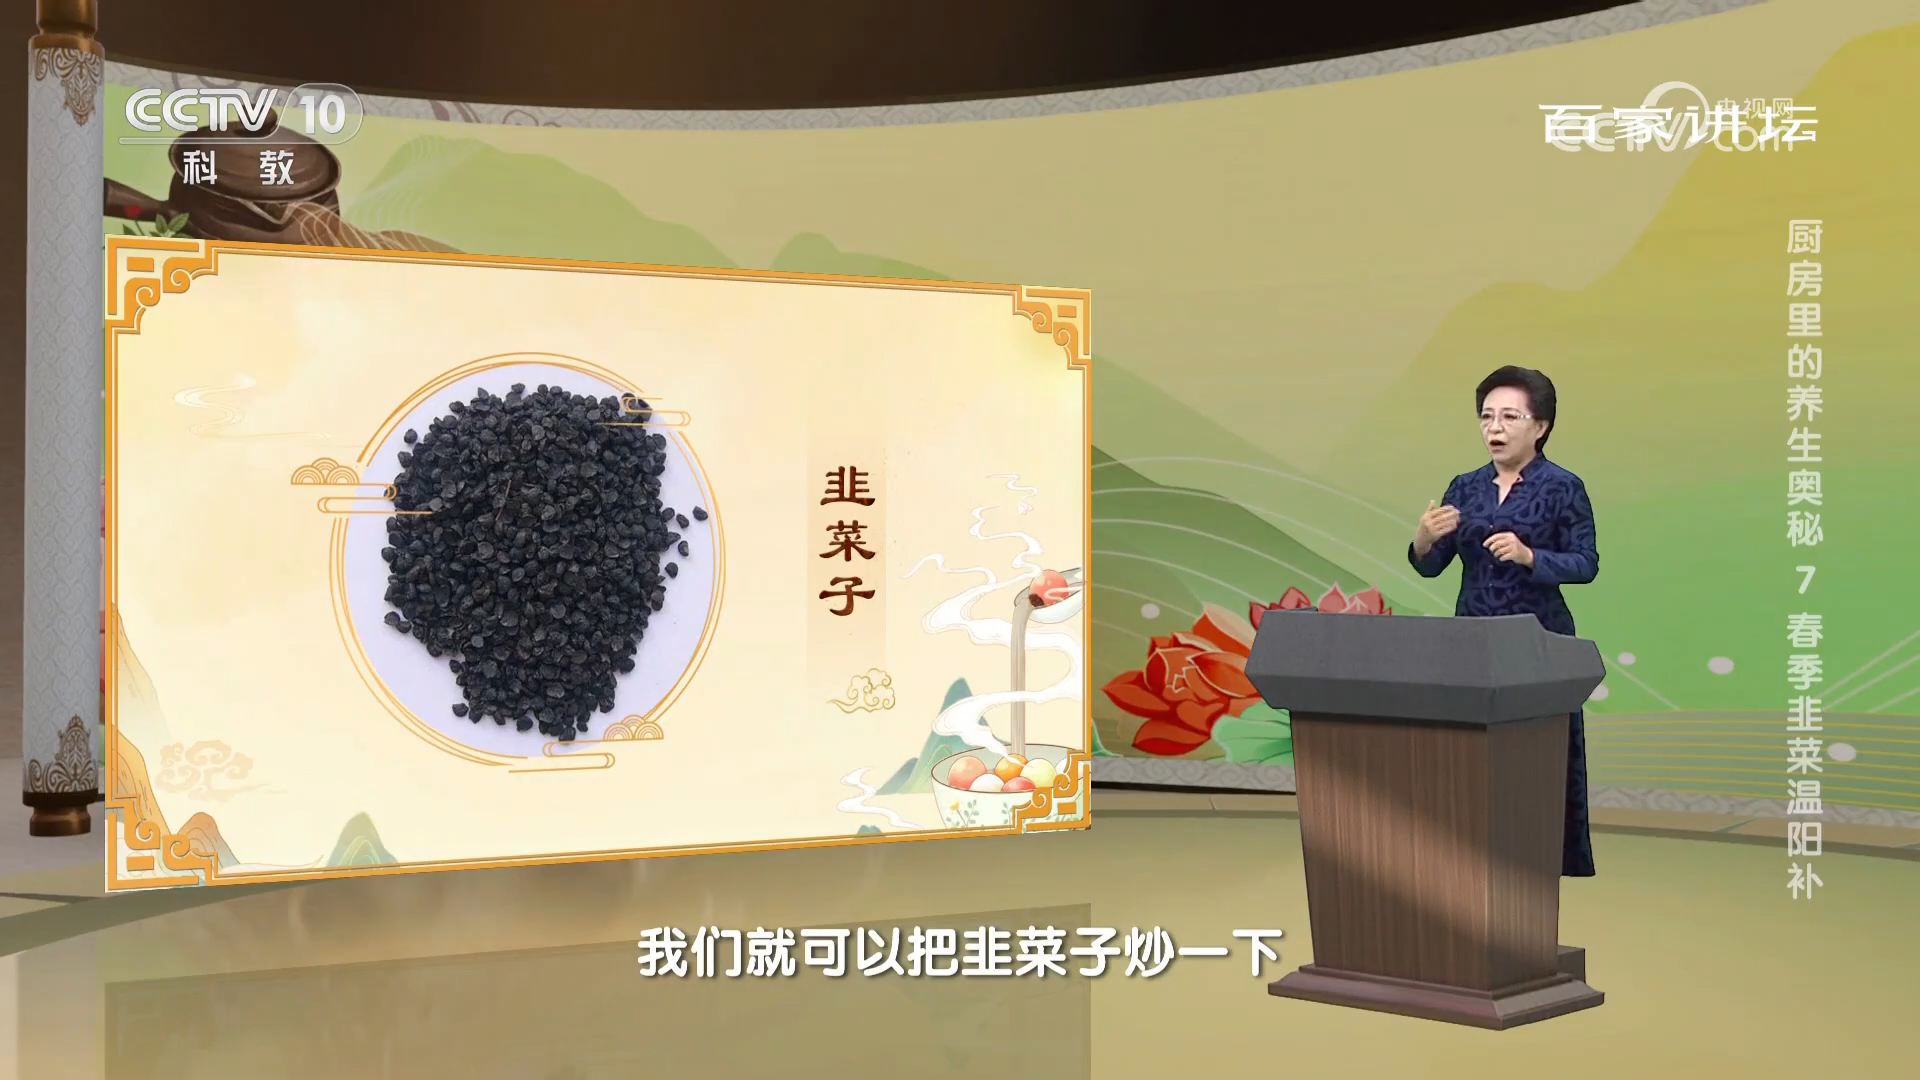 CCTV 10
科 教
百家讲坛
央视网
CCTV.com
厨房里的养生奥秘 7 春季韭菜温阳补
韭菜子
我们就可以把韭菜子炒一下